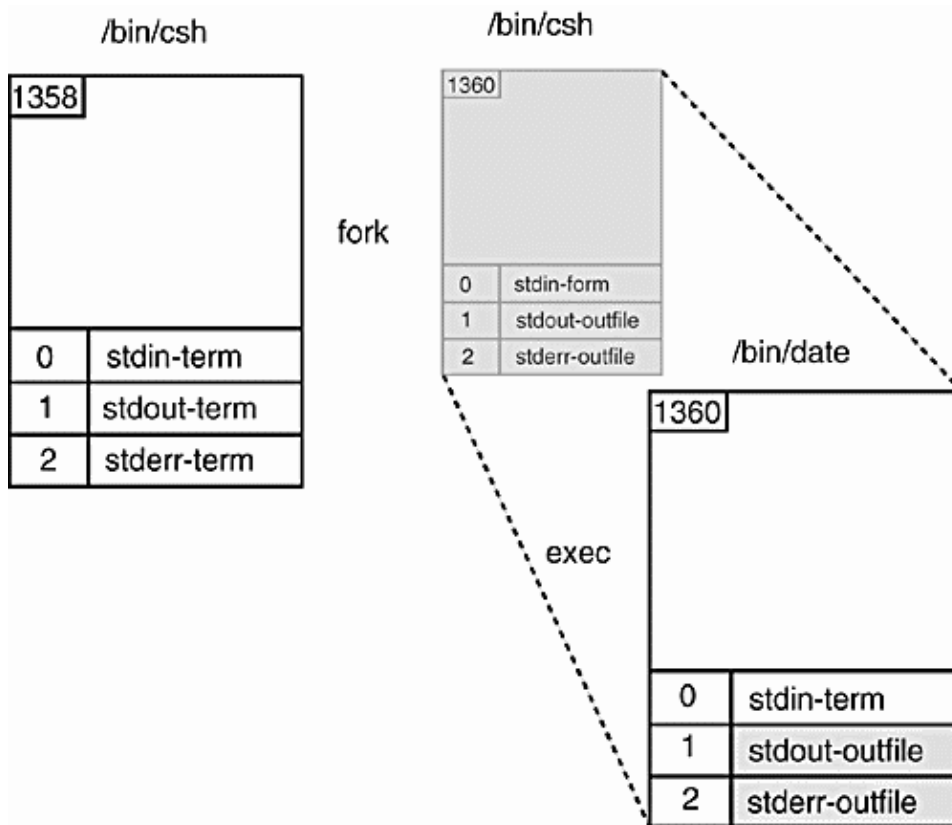 /bin/csh
1358
0 stdin-term
1 stdout-term
2 stderr-term
fork
/bin/csh
1360
0 stdin-form
1 stdout-outfile
2 stderr-outfile
exec
/bin/date
1360
0 stdin-term
1 stdout-outfile
2 stderr-outfile